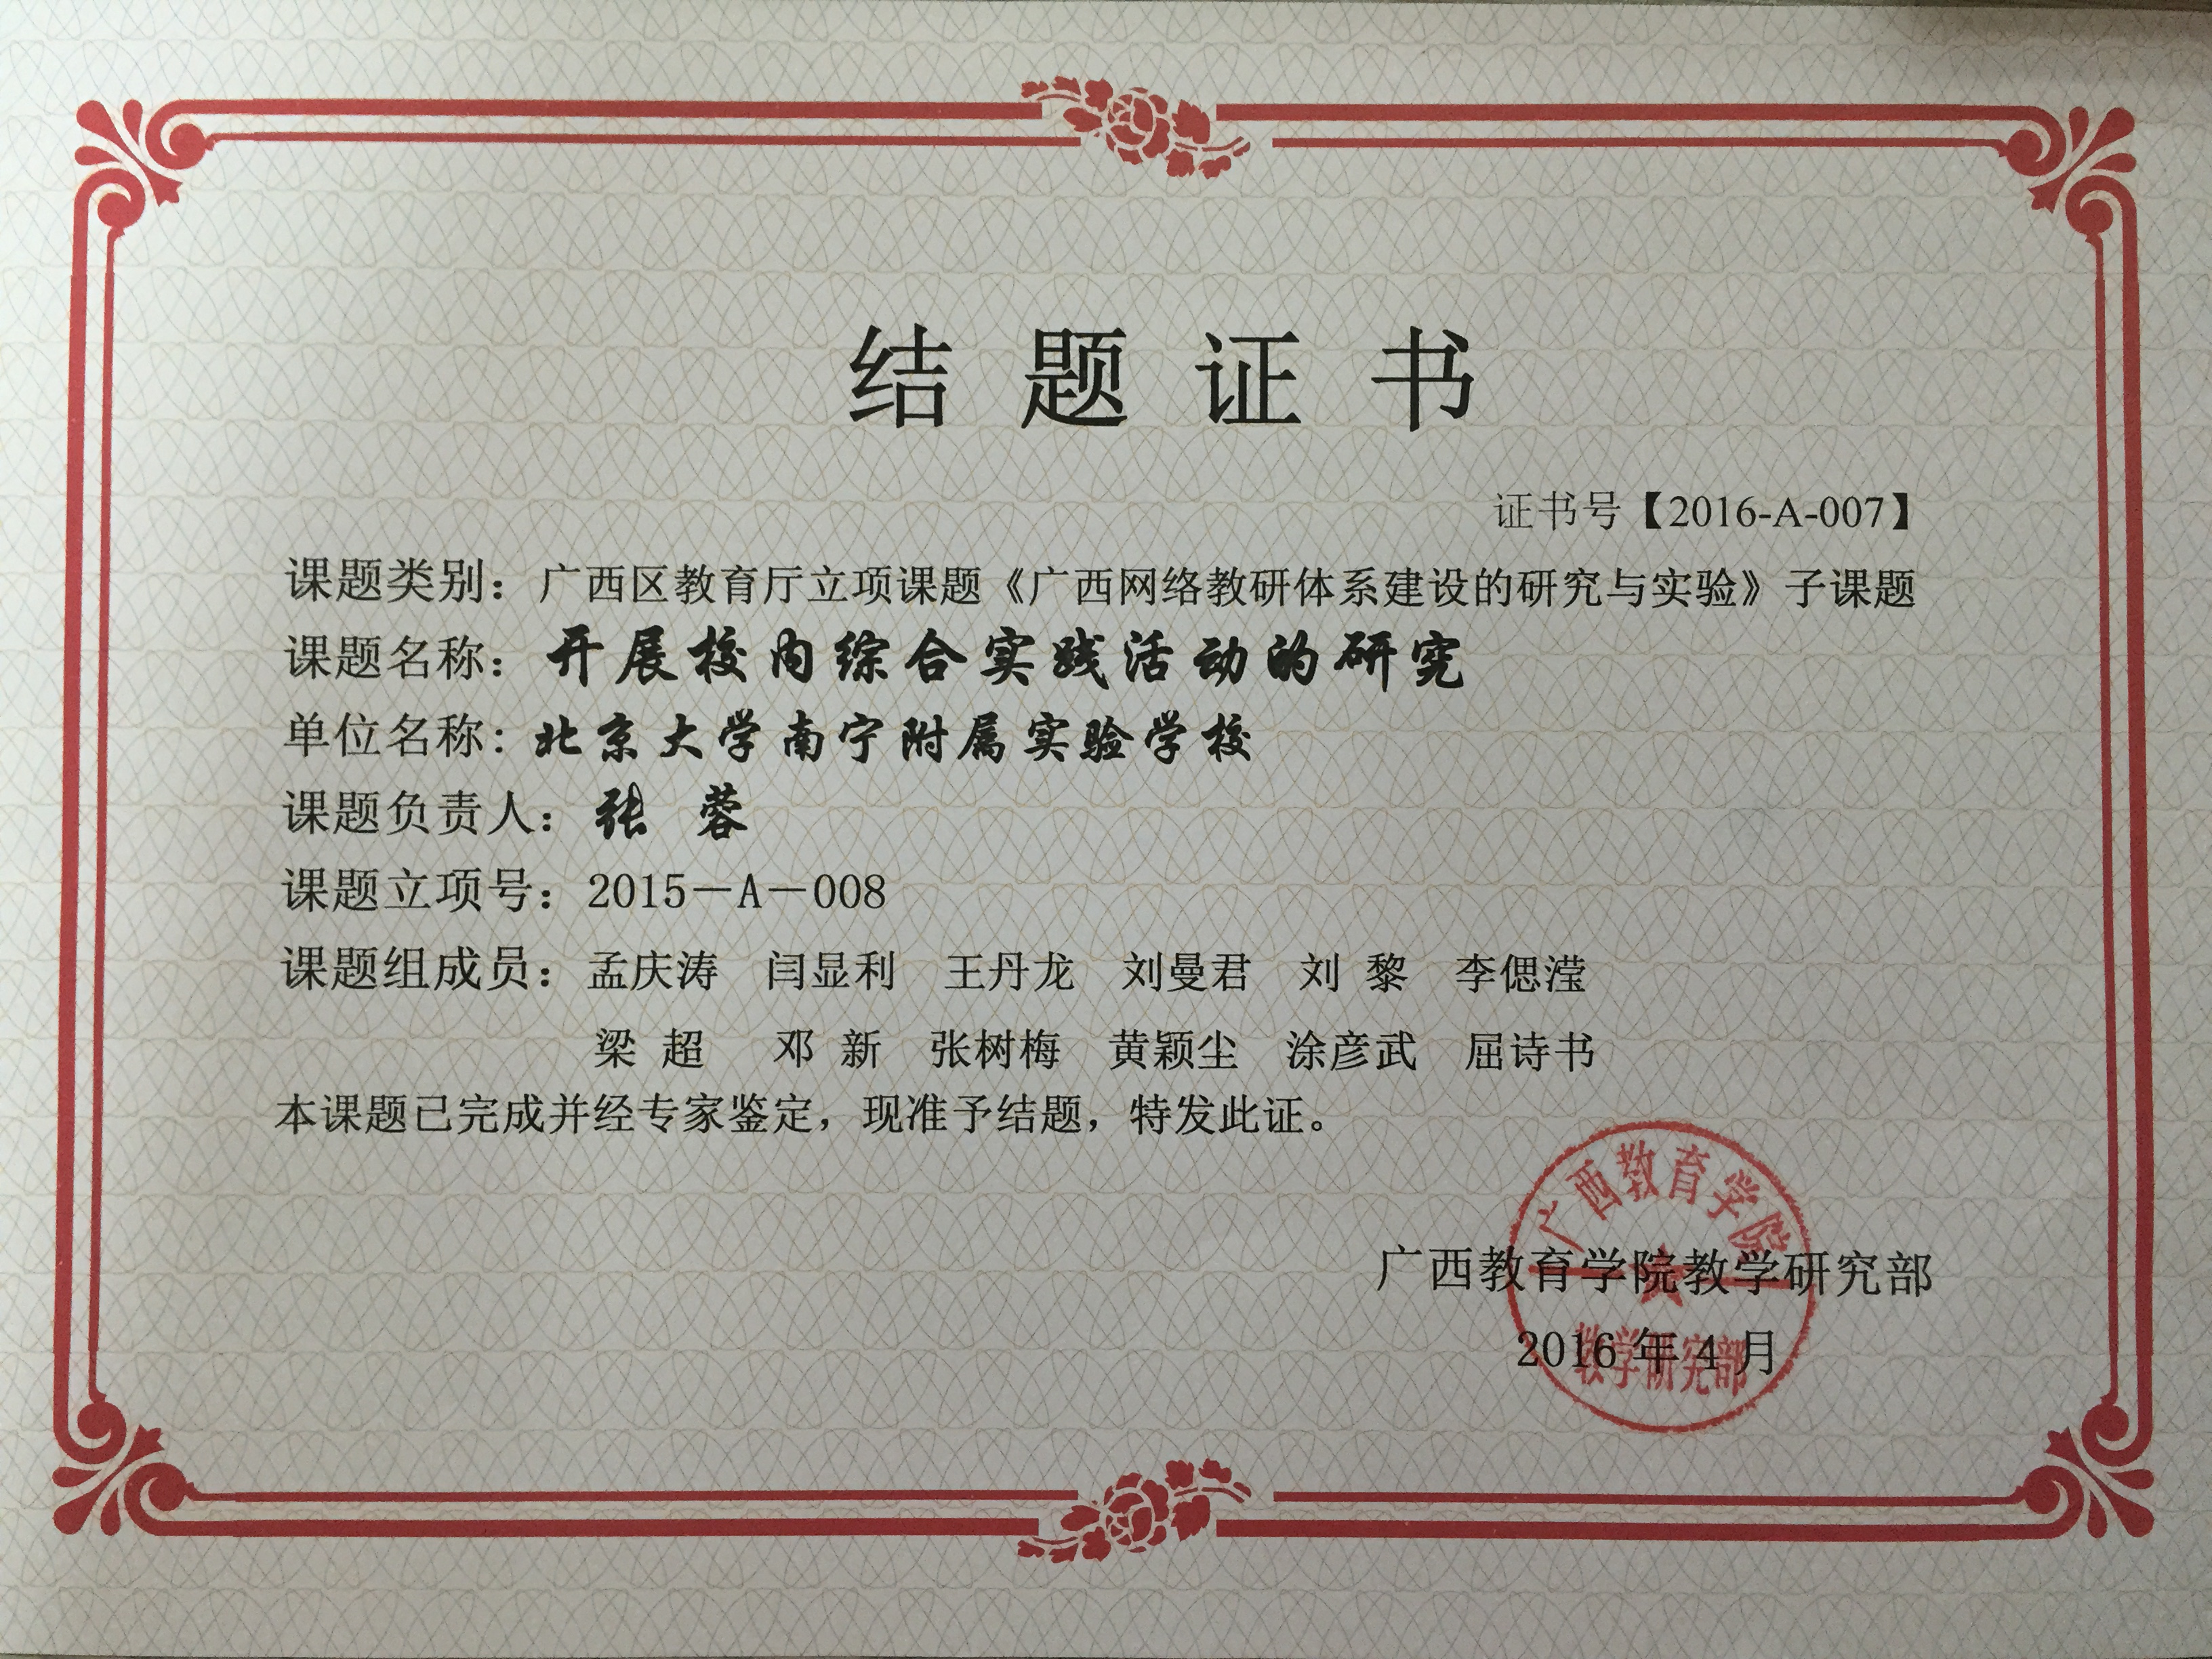 结题证书
证书号【2016-A-007】
课题类别：广西区教育厅立项课题《广西网络教研体系建设的研究与实验》子课题
课题名称：开展校内综合实践活动的研究
单位名称：北京大学南宁附属实验学校
课题负责人：张 蓉
课题立项号：2015－A－008
课题组成员：孟庆涛 闫显利 王丹龙 刘曼君 刘 黎 李偲滢
梁 超 邓 新 张树梅 黄颖尘 涂彦武 屈诗书
本课题已完成并经专家鉴定，现准予结题，特发此证。
广西教育学院
广西教育学院教学研究部
2016 年 4 月
教学研究部